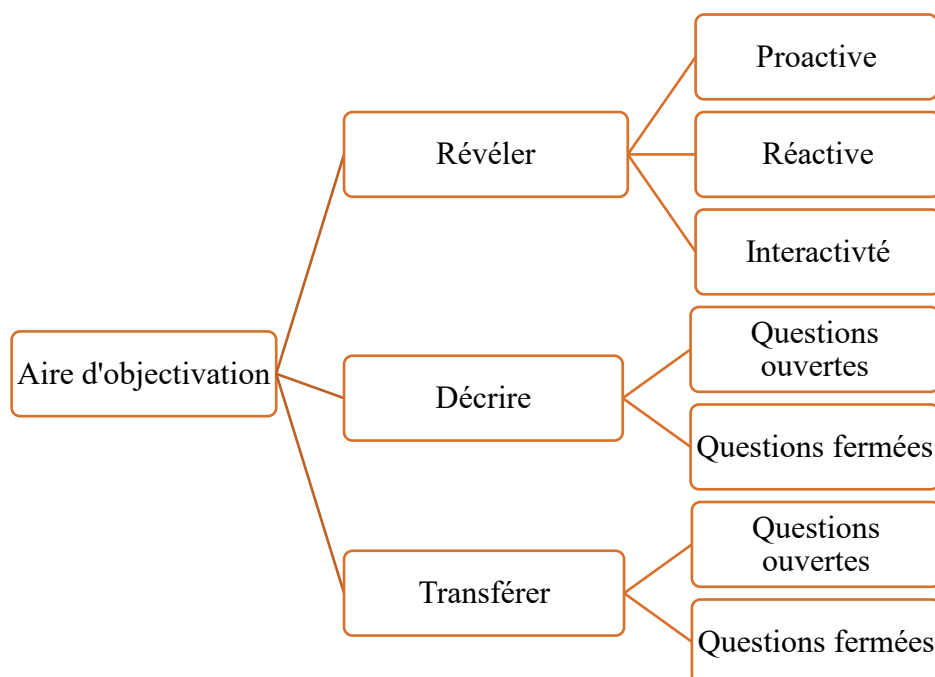 Aire d'objectivation
Révéler
Proactive
Réactive
Interactivté
Décrire
Questions
ouvertes
Questions fermées
Transférer
Questions
ouvertes
Questions fermées